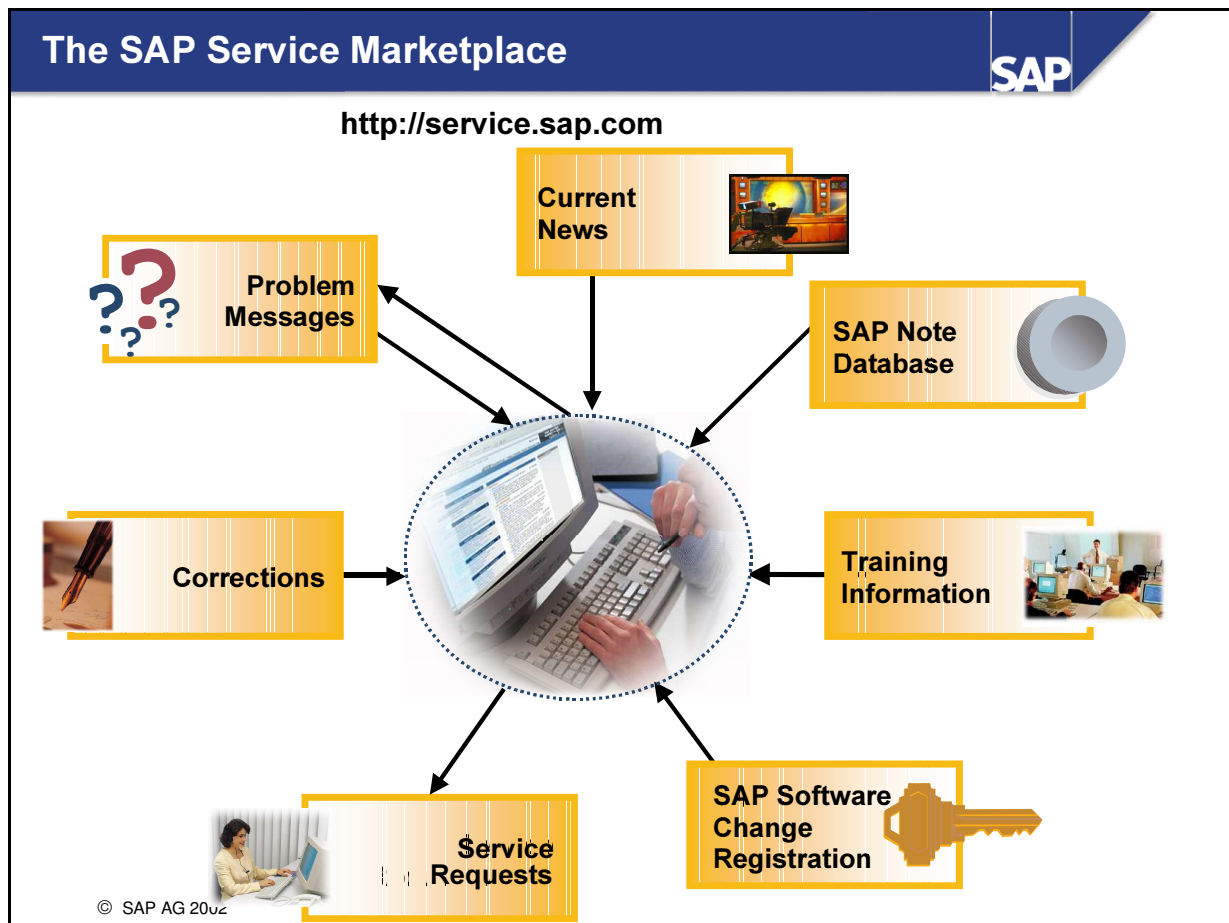 The SAP Service Marketplace
SAP
http://service.sap.com
Current
News
Problem
Messages
SAP Note
Database
Corrections
Training
Information
SAP Software
Change
Registration
Service
Requests
© SAP AG 2002